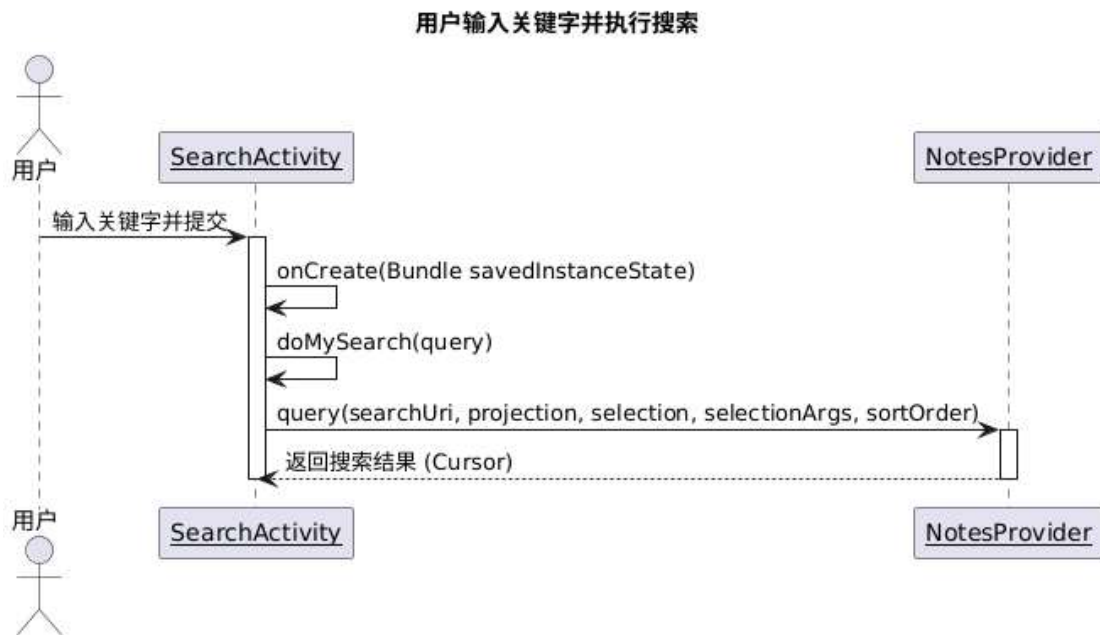 用户输入关键字并执行搜索
用户
SearchActivity
NotesProvider
输入关键字并提交
onCreate(Bundle savedInstanceState)
doMySearch(query)
query(searchUri, projection, selection, selectionArgs, sortOrder)
返回搜索结果 (Cursor)
用户
SearchActivity
NotesProvider